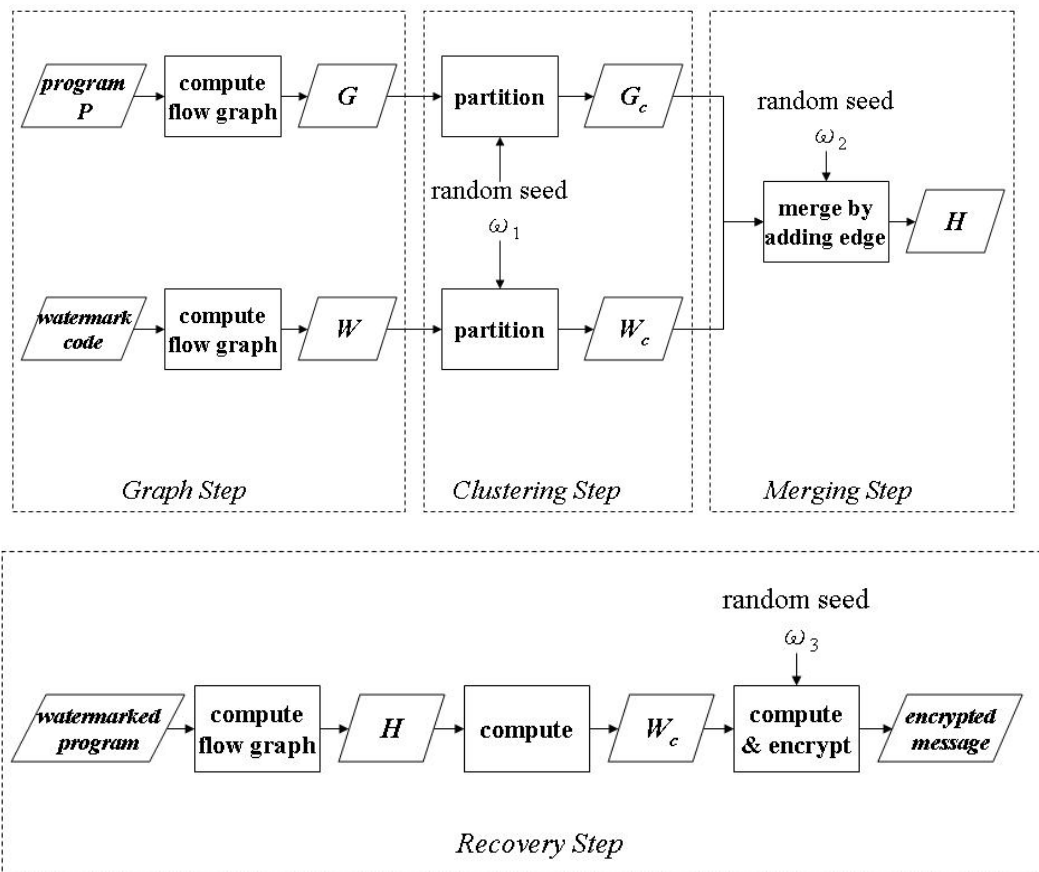 program
P
compute
flow graph
G
partition
G_c
random seed
ω_2
random seed
ω_1
merge by
adding edge
H
watermark
code
compute
flow graph
W
partition
W_c
Graph Step
Clustering Step
Merging Step
random seed
ω_3
watermarked
program
compute
flow graph
H
compute
W_c
compute
& encrypt
encrypted
message
Recovery Step